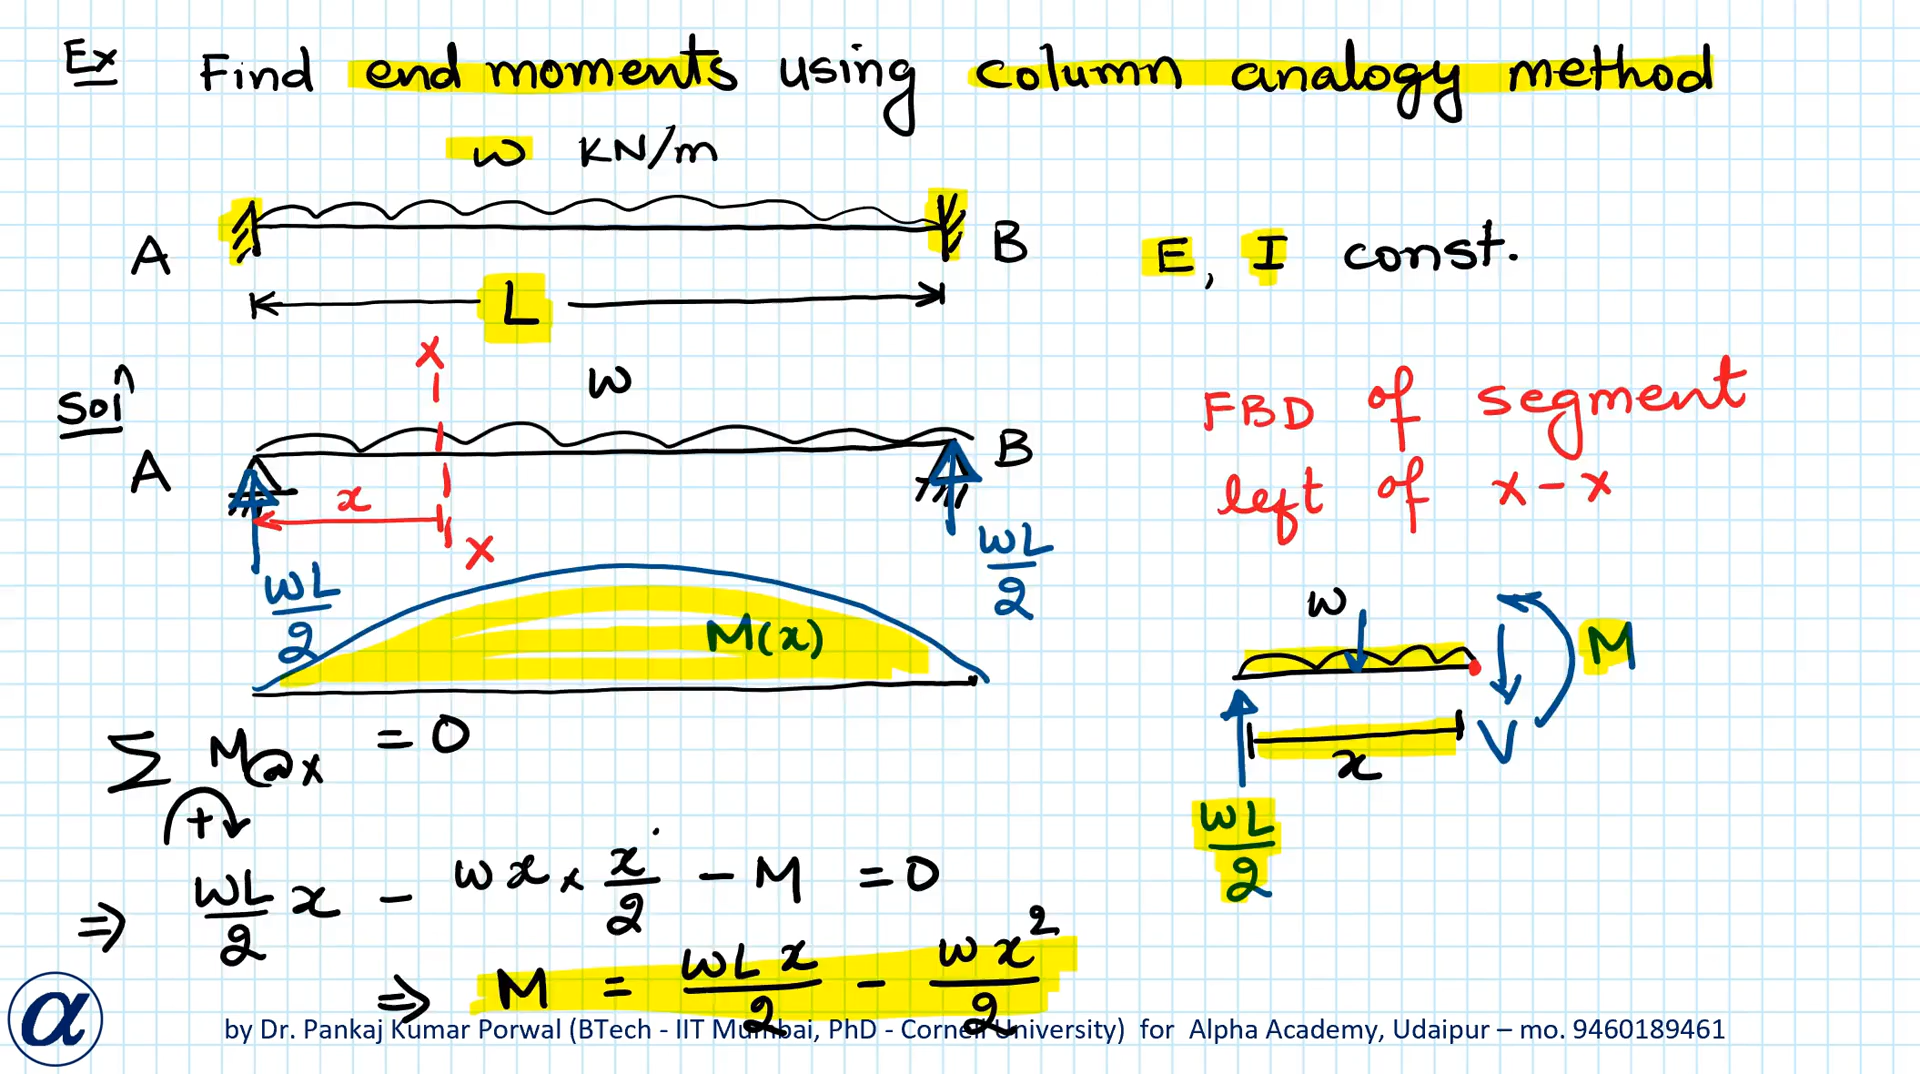 Ex Find end moments using column analogy method
w KN/m
A B
E, I const.
L
x
w
Solⁿ
A B
x
x
FBD of segment
left of x-x
wL/2
wL/2
M(x)
w
M
V
x
wL/2
∑ M@x = 0
+
⇒ wL/2 x - wx × x/2 - M = 0
⇒ M = wLx/2 - wx²/2
α
by Dr. Pankaj Kumar Porwal (BTech - IIT Mumbai, PhD - Cornell University) for Alpha Academy, Udaipur – mo. 9460189461